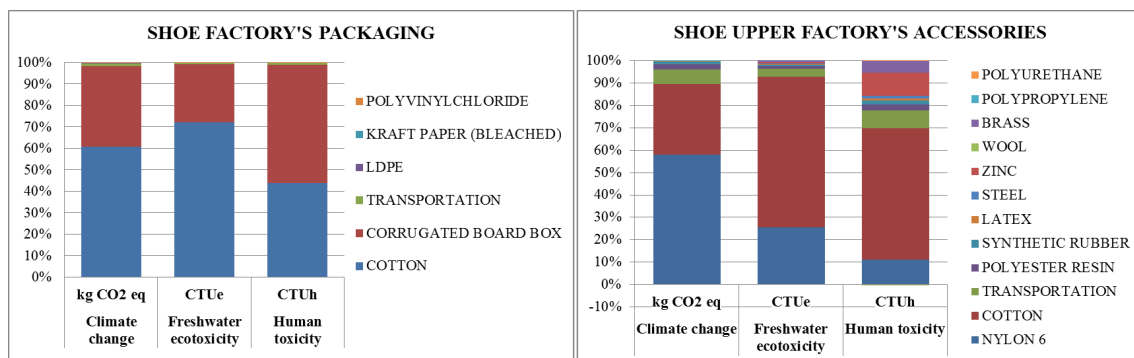 SHOE FACTORY'S PACKAGING
100%
90%
80%
70%
60%
50%
40%
30%
20%
10%
0%
kg CO2 eq CTUe CTUh
Climate change Freshwater ecotoxicity Human toxicity
POLYVINYLCHLORIDE
KRAFT PAPER (BLEACHED)
LDPE
TRANSPORTATION
CORRUGATED BOARD BOX
COTTON
SHOE UPPER FACTORY'S ACCESSORIES
100%
90%
80%
70%
60%
50%
40%
30%
20%
10%
0%
-10%
kg CO2 eq CTUe CTUh
Climate change Freshwater ecotoxicity Human toxicity
POLYURETHANE
POLYPROPYLENE
BRASS
WOOL
ZINC
STEEL
LATEX
SYNTHETIC RUBBER
POLYESTER RESIN
TRANSPORTATION
COTTON
NYLON 6